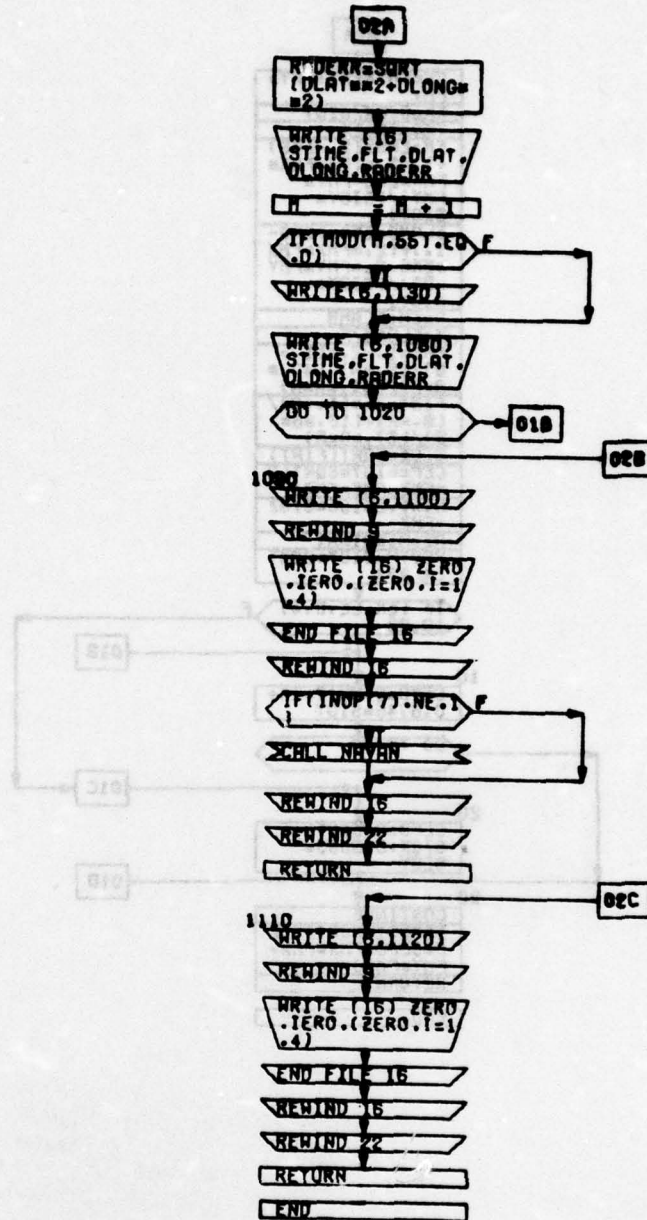 02A
RADERR=SQRT
(DLAT**2+DLONG*
*2)
WRITE (16)
STIME.FLT.DLAT.
DLONG.RADERR
M = M + 1
IF(MOD(M.55).EQ F
.0)
T
WRITE(6,1130)
WRITE (6,1080)
STIME.FLT.DLAT.
DLONG.RADERR
GO TO 1020
01B
02B
1090
WRITE (6,1100)
REWIND 9
WRITE (16) ZERO
.IERO.(ZERO.I=1
.4)
END FILE 16
REWIND 16
IF(INOP(7).NE.1 F
)
T
CALL NAVAN
REWIND 16
REWIND 22
RETURN
02C
1110
WRITE (6,1120)
REWIND 9
WRITE (16) ZERO
.IERO.(ZERO.I=1
.4)
END FILE 16
REWIND 16
REWIND 22
RETURN
END